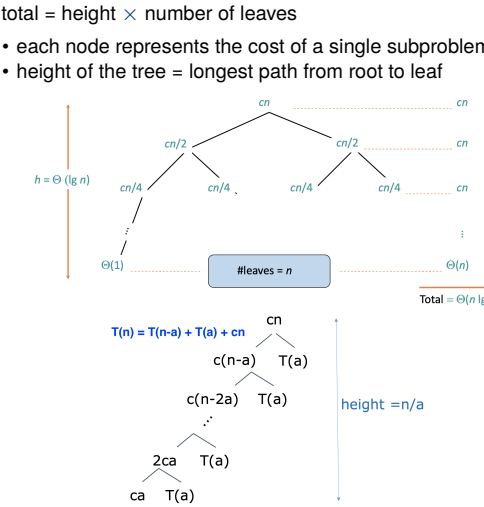 total = height × number of leaves
• each node represents the cost of a single subproblem
• height of the tree = longest path from root to leaf
cn cn
cn/2 cn/2 cn
h = Θ (lg n)
cn/4 cn/4 cn/4 cn/4 cn
⋮ ⋮
Θ(1) #leaves = n Θ(n)
Total = Θ(n lg
T(n) = T(n-a) + T(a) + cn
cn
c(n-a) T(a)
c(n-2a) T(a)
height =n/a
⋰
2ca T(a)
ca T(a)